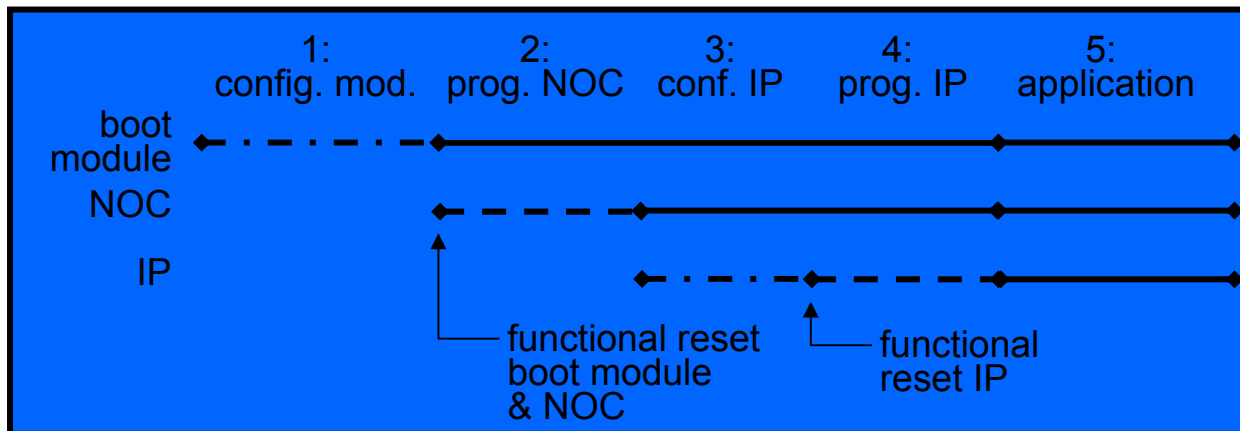 1:
config. mod.
2:
prog. NOC
3:
conf. IP
4:
prog. IP
5:
application
boot
module
NOC
IP
functional reset
boot module
& NOC
functional
reset IP